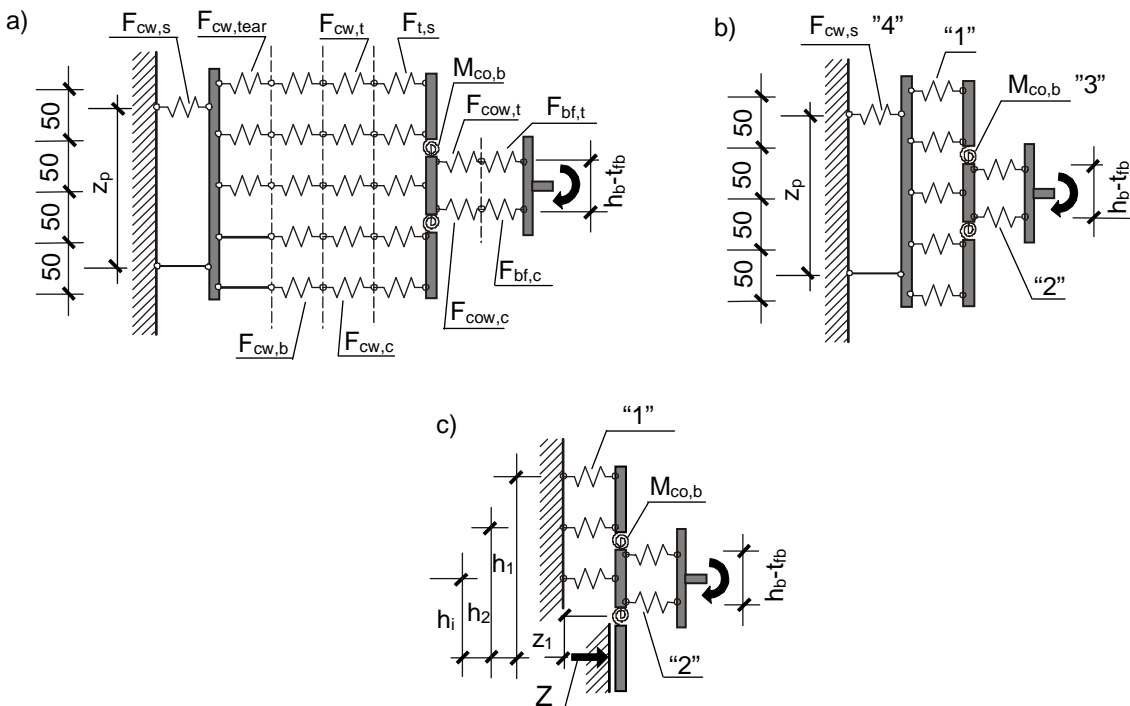 a)
F_cw,s
F_cw,tear
F_cw,t
F_t,s
M_co,b
F_cow,t
F_bf,t
50
50
50
50
z_p
h_b-t_fb
F_bf,c
F_cow,c
F_cw,b
F_cw,c
b)
F_cw,s ”4”
“1”
M_co,b ”3”
50
50
50
50
z_p
h_b-t_fb
“2”
c)
“1”
M_co,b
h_1
h_2
h_i
z_1
h_b-t_fb
“2”
Z